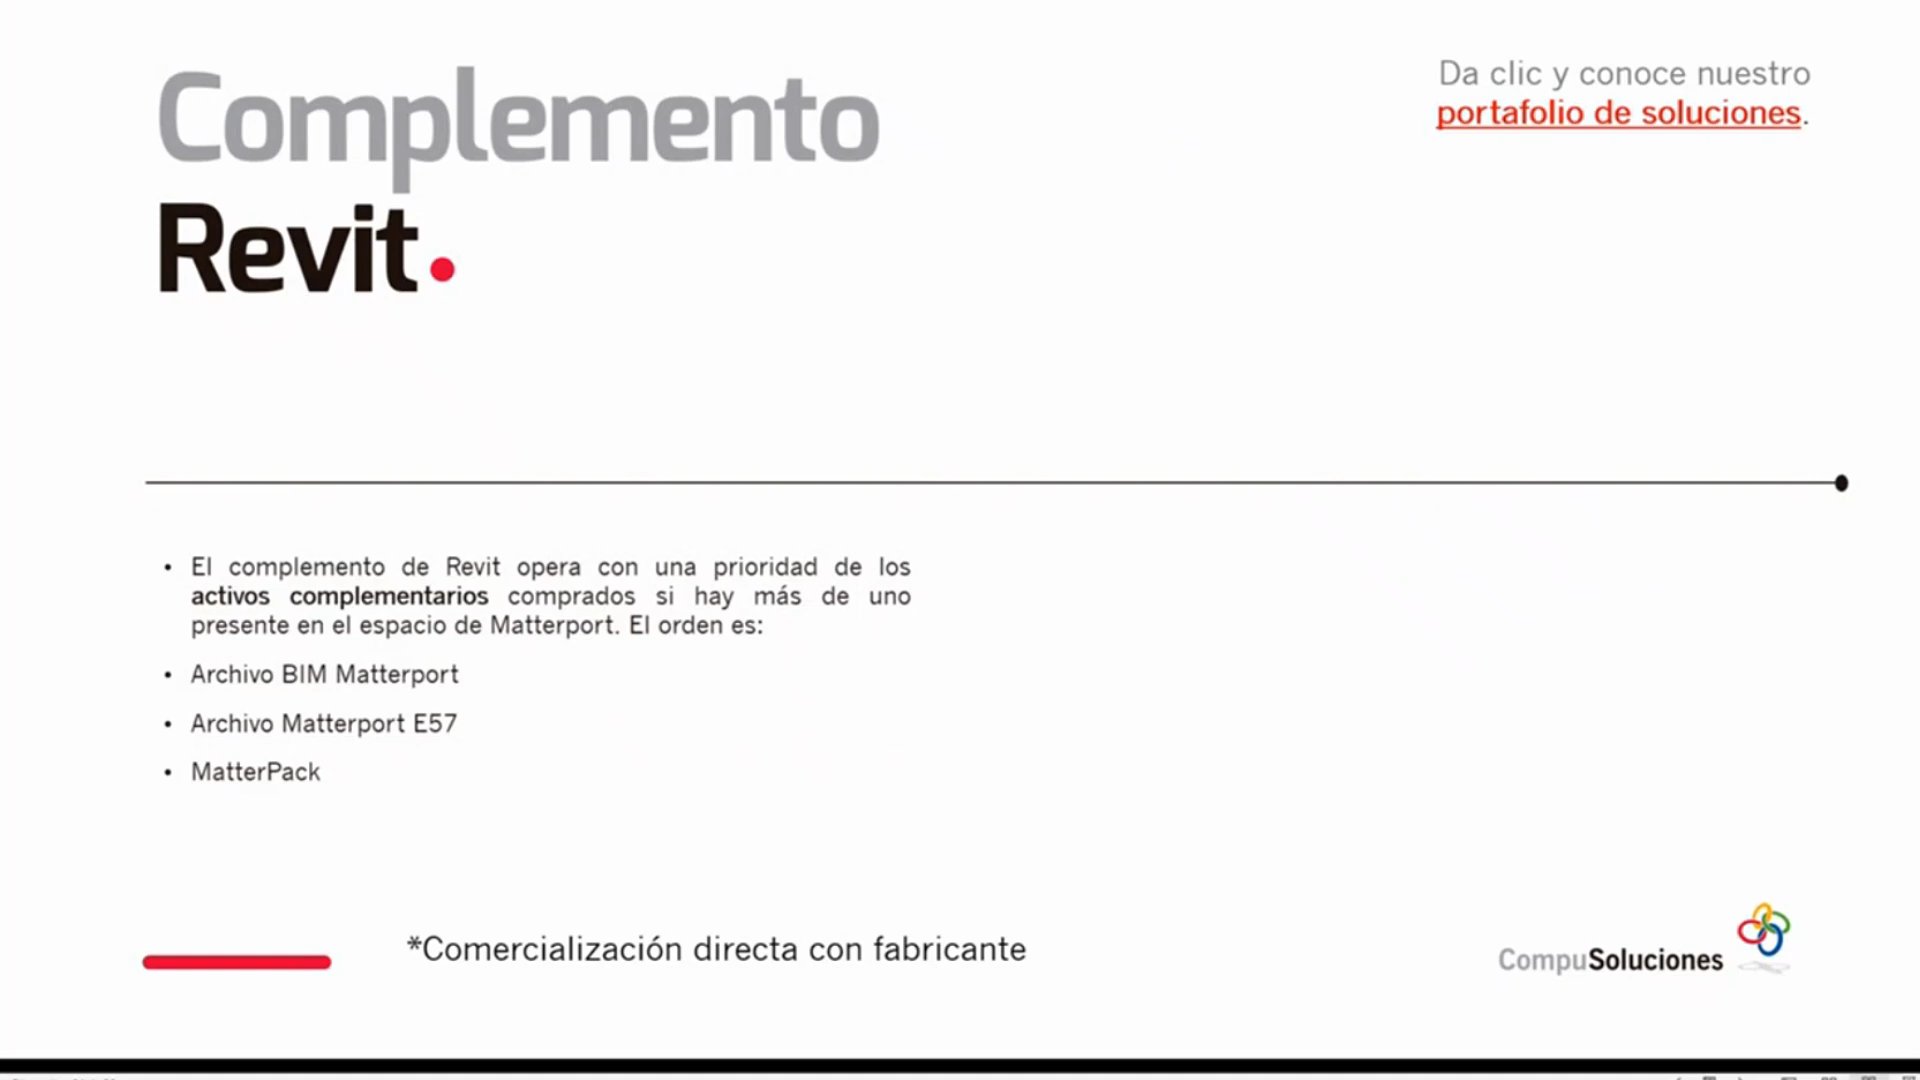 Complemento
Revit.
Da clic y conoce nuestro
portafolio de soluciones.
• El complemento de Revit opera con una prioridad de los
activos complementarios comprados si hay más de uno
presente en el espacio de Matterport. El orden es:
• Archivo BIM Matterport
• Archivo Matterport E57
• MatterPack
*Comercialización directa con fabricante
CompuSoluciones